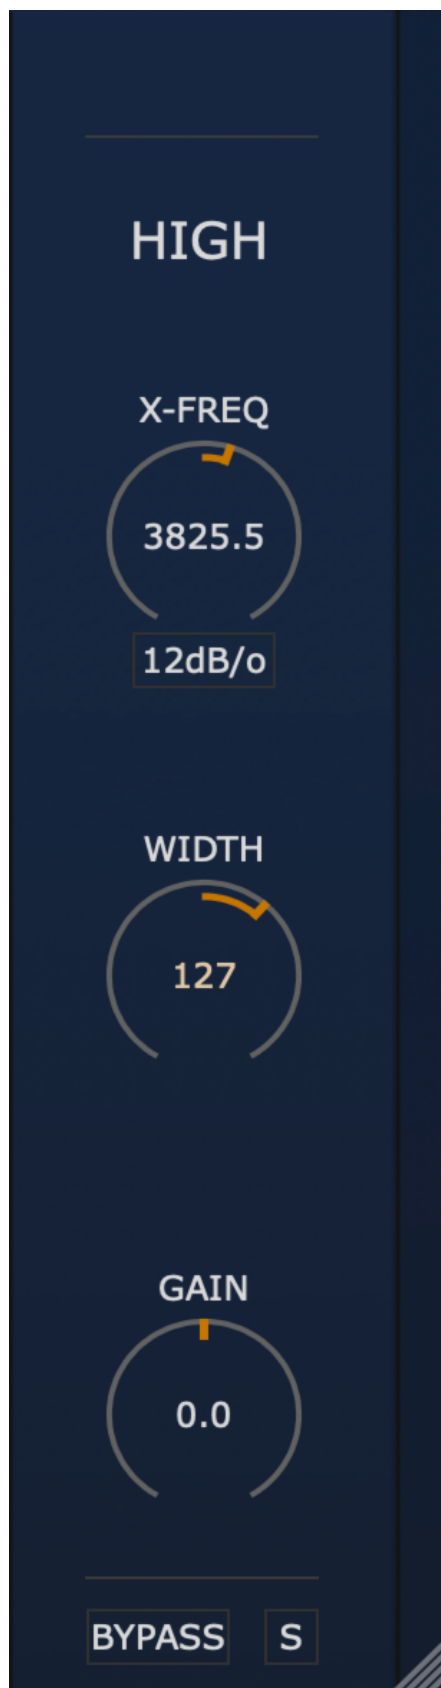 HIGH
X-FREQ
3825.5
12dB/o
WIDTH
127
GAIN
0.0
BYPASS S